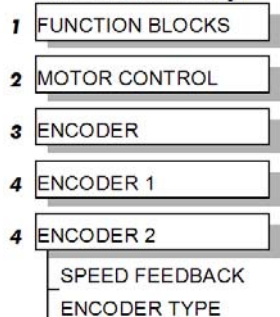 1 FUNCTION BLOCKS
2 MOTOR CONTROL
3 ENCODER
4 ENCODER 1
4 ENCODER 2
SPEED FEEDBACK
ENCODER TYPE